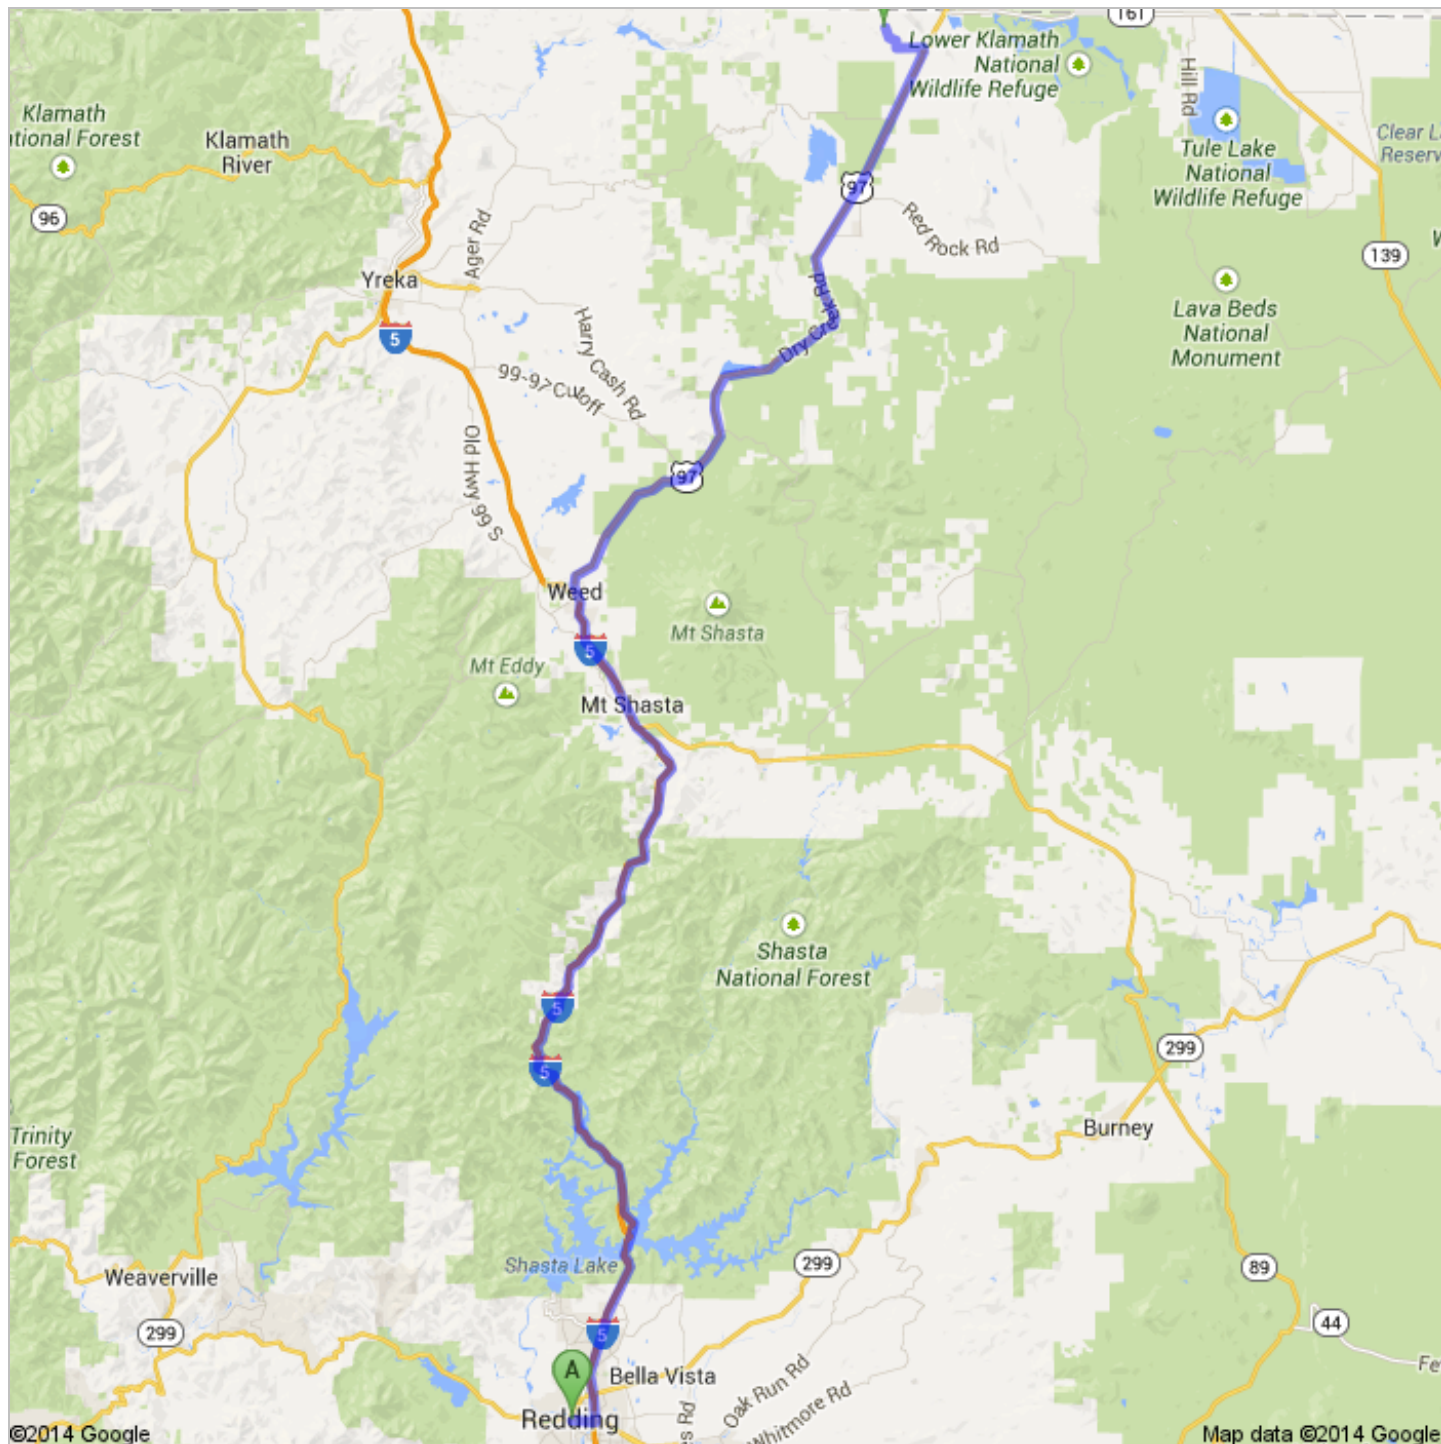 161
Lower Klamath
National
Wildlife Refuge
Hill Rd
Klamath
tional Forest
Klamath
River
Tule Lake
National
Wildlife Refuge
Clear L
Reserv
97
96
Red Rock Rd
Ager Rd
139
Yreka
Lava Beds
National
Monument
5
Dry Creek Rd
Harry Cash Rd
99-97 Cutoff
Old Hwy 99 S
97
Weed
Mt Shasta
5
Mt Eddy
Mt Shasta
Shasta
National Forest
5
299
5
Burney
Trinity
Forest
299
Shasta Lake
89
Weaverville
299
5
44
Fe
A
Bella Vista
Oak Run Rd
Whitmore Rd
es Rd
Redding
©2014 Google
Map data ©2014 Google